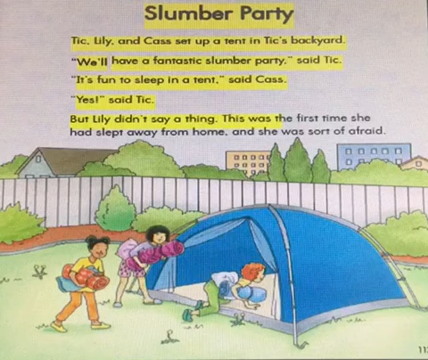 Slumber Party
Tic, Lily, and Cass set up a tent in Tic's backyard.
"We'll have a fantastic slumber party," said Tic.
"It's fun to sleep in a tent," said Cass.
"Yes!" said Tic.
But Lily didn't say a thing. This was the first time she
had slept away from home, and she was sort of afraid.